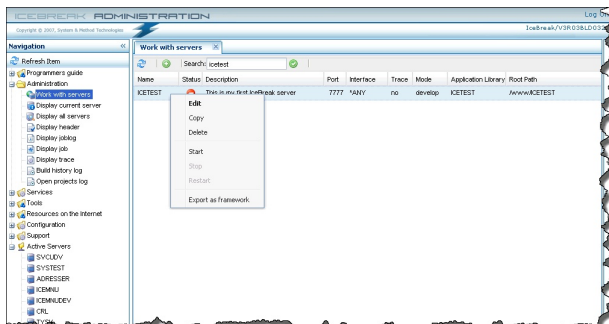 ICEBREAK ADMINISTRATION
Log
Copyright © 2007, System & Method Technologies
IceBreak/V3R03BLD033
Navigation
Refresh Item
Programmers guide
Administration
Work with servers
Display current server
Display all servers
Display header
Display joblog
Display job
Display trace
Build history log
Open projects log
Services
Tools
Resources on the Internet
Configuration
Support
Active Servers
SVCUDV
SYSTEST
ADRESSER
ICEMNU
ICEMNUDEV
CRL
Work with servers
Search: icetest
Name Status Description Port Interface Trace Mode Application Library Root Path
ICETEST This is my first IceBreak server 7777 *ANY no develop ICETEST /www/ICETEST
Edit
Copy
Delete
Start
Stop
Restart
Export as framework